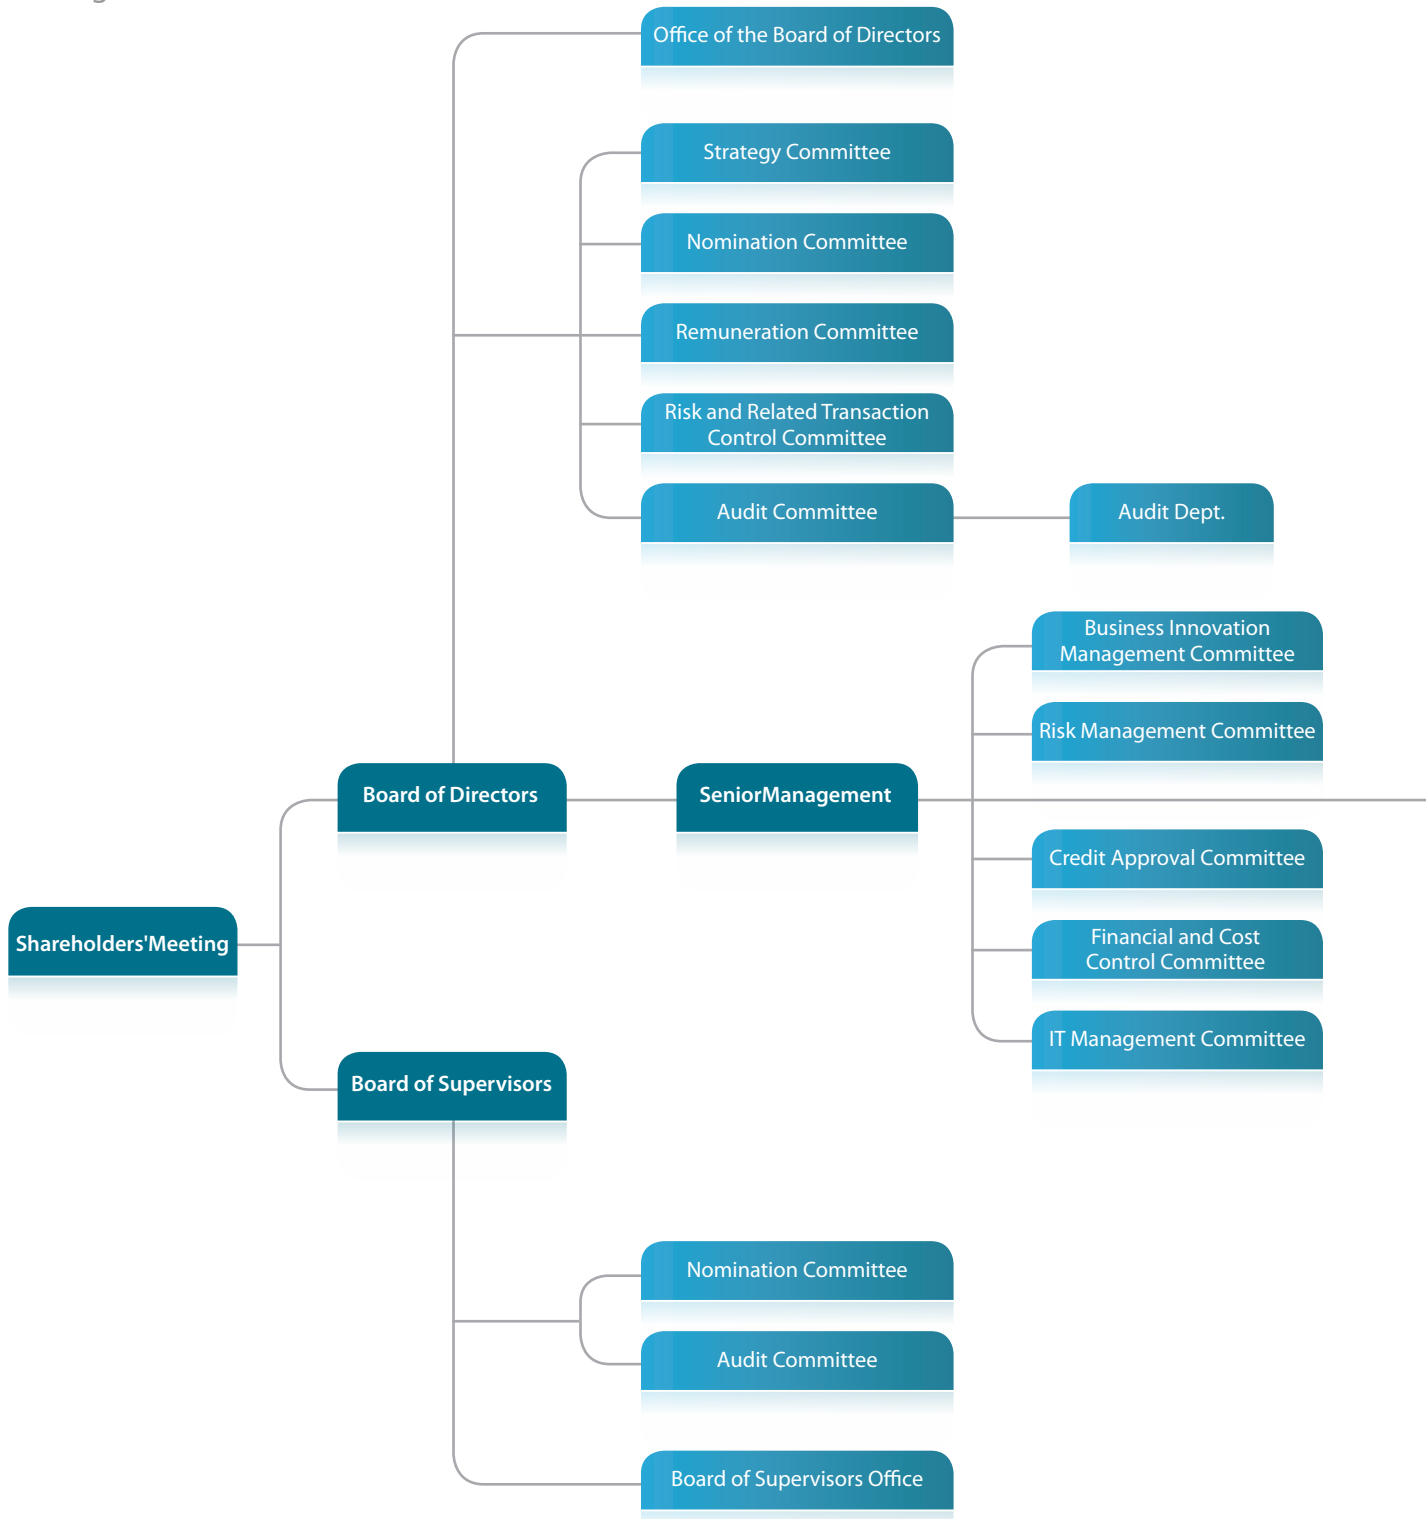 Office of the Board of Directors
Strategy Committee
Nomination Committee
Remuneration Committee
Risk and Related Transaction
Control Committee
Audit Committee
Audit Dept.
Business Innovation
Management Committee
Risk Management Committee
Board of Directors
SeniorManagement
Credit Approval Committee
Financial and Cost
Control Committee
Shareholders'Meeting
IT Management Committee
Board of Supervisors
Nomination Committee
Audit Committee
Board of Supervisors Office